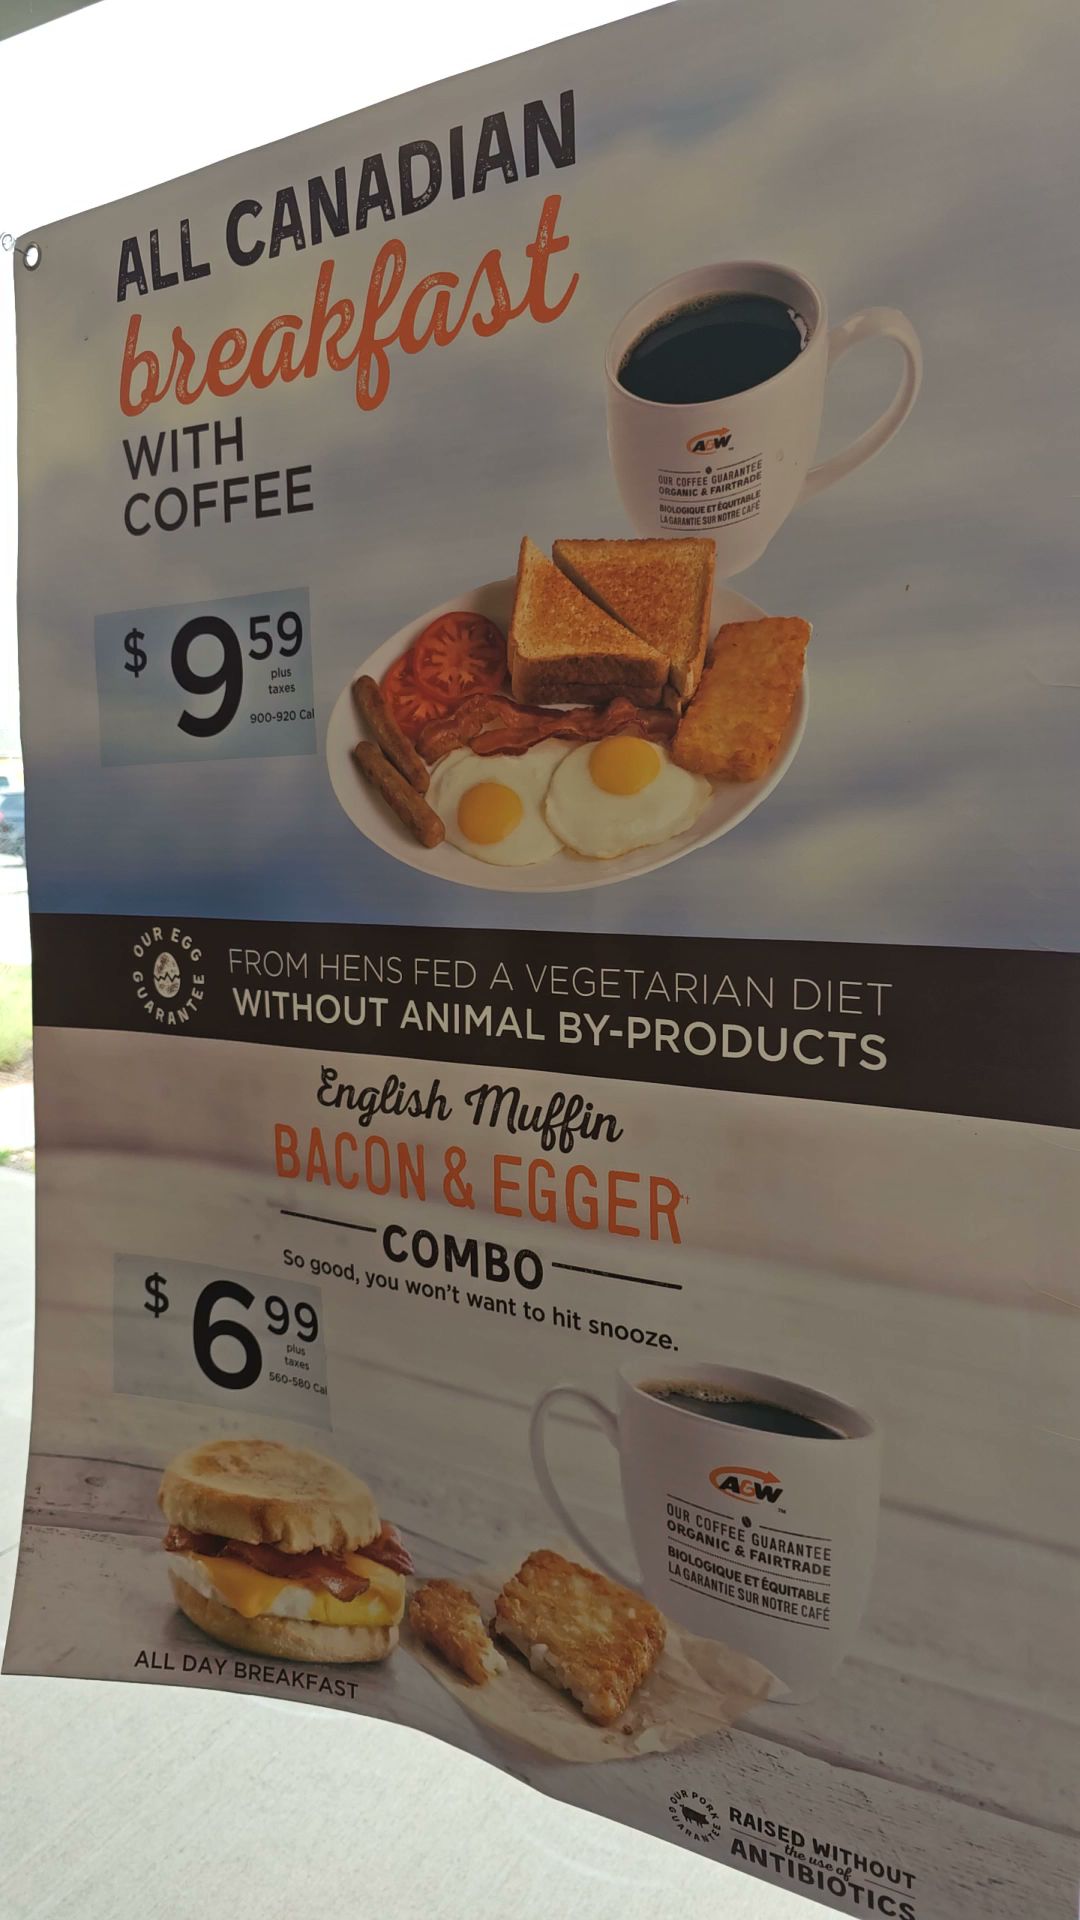 ALL CANADIAN
breakfast
WITH
COFFEE
$ 9 59
plus
taxes
900-920 Cal
A&W™
OUR COFFEE GUARANTEE
ORGANIC & FAIRTRADE
BIOLOGIQUE ET ÉQUITABLE
LA GARANTIE SUR NOTRE CAFÉ
OUR EGG GUARANTEE
FROM HENS FED A VEGETARIAN DIET
WITHOUT ANIMAL BY-PRODUCTS
English Muffin
BACON & EGGER
COMBO
So good, you won't want to hit snooze.
$ 6 99
plus
taxes
560-580 Cal
A&W™
OUR COFFEE GUARANTEE
ORGANIC & FAIRTRADE
BIOLOGIQUE ET ÉQUITABLE
LA GARANTIE SUR NOTRE CAFÉ
ALL DAY BREAKFAST
OUR PORK GUARANTEE
RAISED WITHOUT
the use of
ANTIBIOTICS